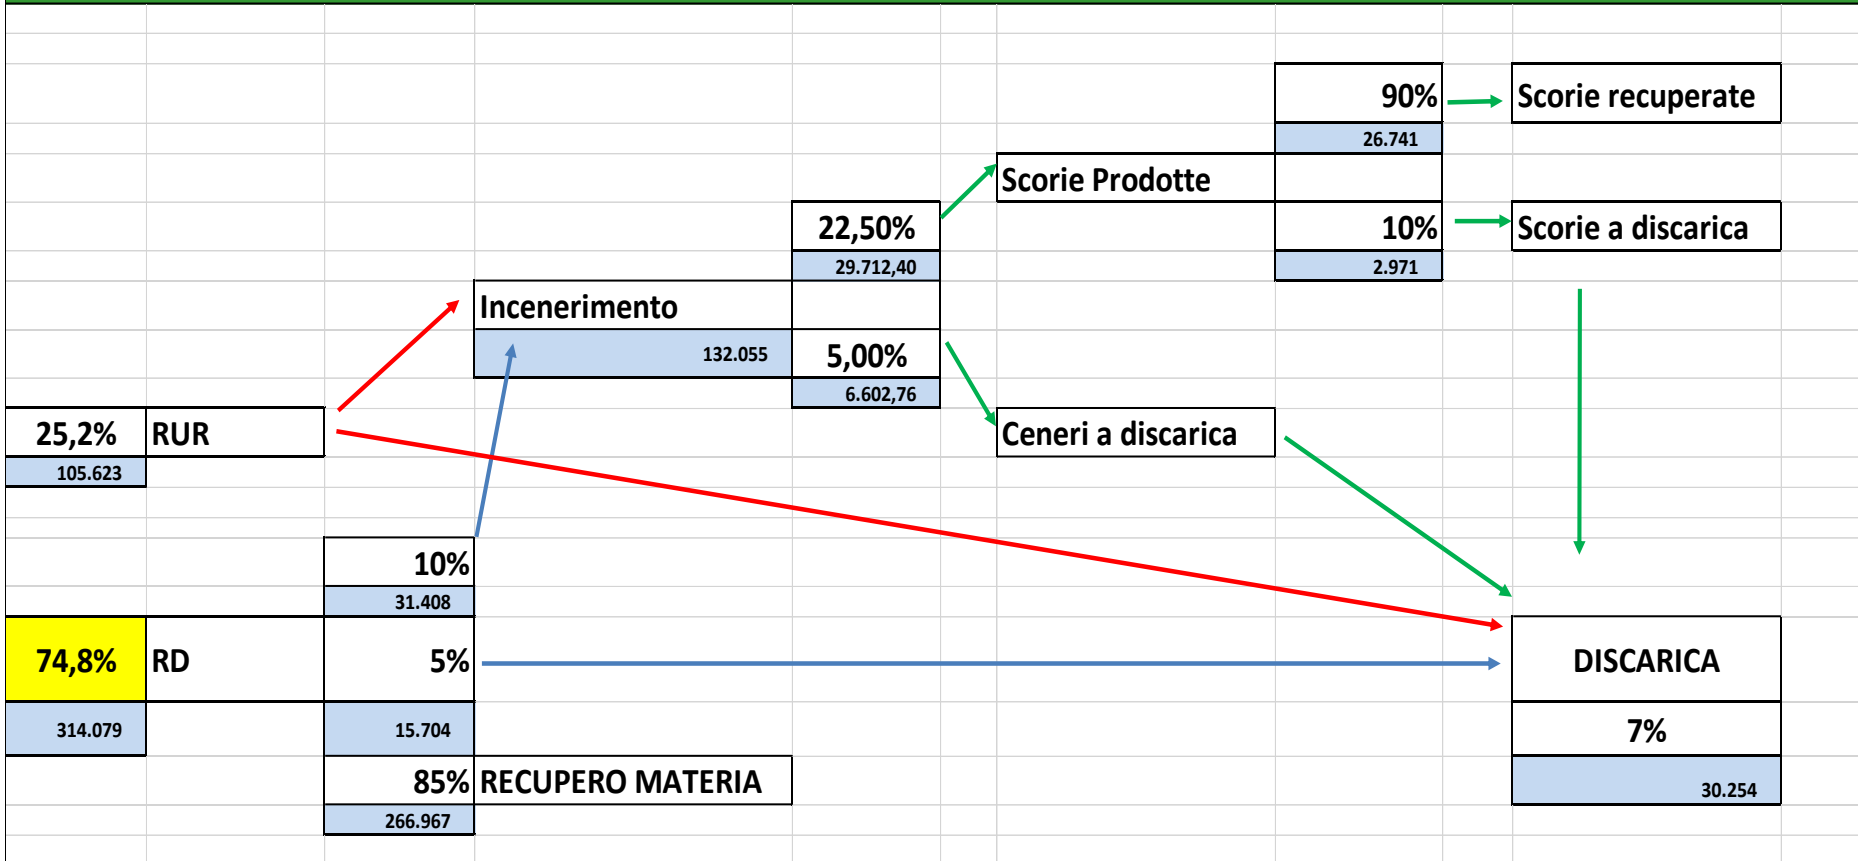 90% Scorie recuperate
26.741
Scorie Prodotte
22,50% 10% Scorie a discarica
29.712,40 2.971
Incenerimento
132.055 5,00%
6.602,76
25,2% RUR Ceneri a discarica
105.623
10%
31.408
74,8% RD 5% DISCARICA
314.079 15.704 7%
85% RECUPERO MATERIA 30.254
266.967